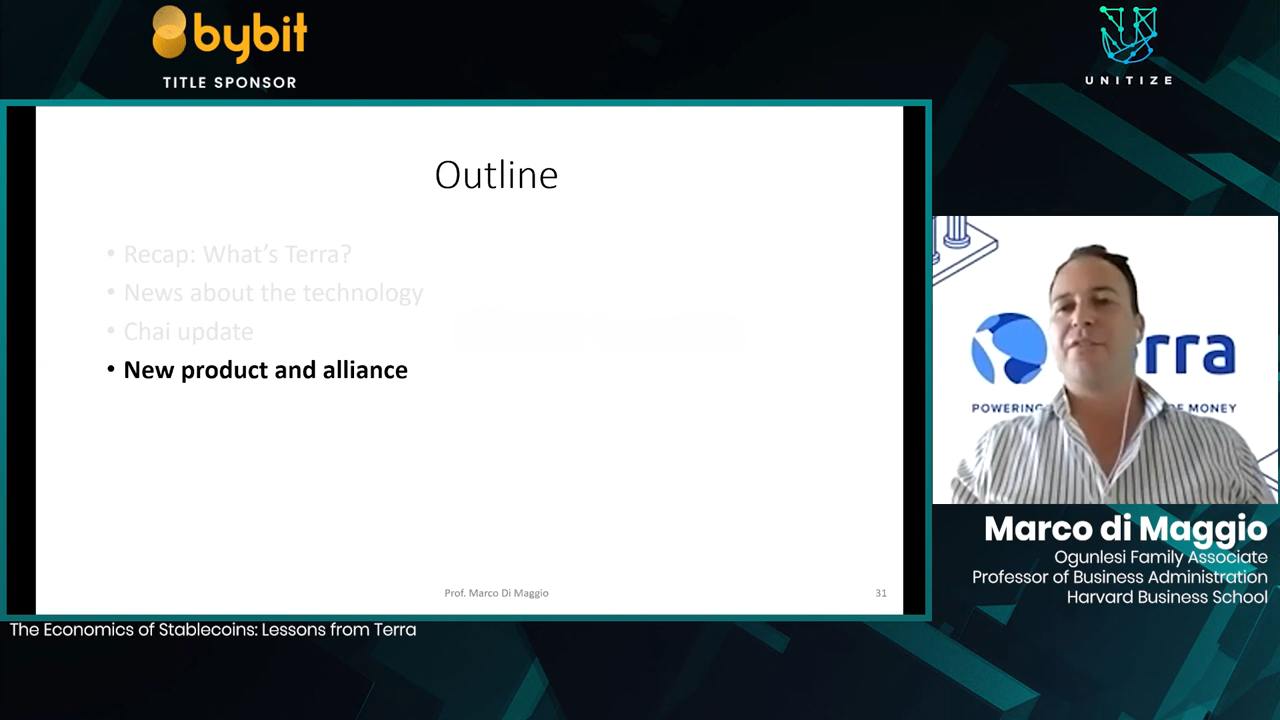 bybit
TITLE SPONSOR
UNITIZE
Outline
• Recap: What's Terra?
• News about the technology
• Chai update
• New product and alliance
Prof. Marco Di Maggio
31
rra
POWERING
OF MONEY
Marco di Maggio
Ogunlesi Family Associate
Professor of Business Administration
Harvard Business School
The Economics of Stablecoins: Lessons from Terra